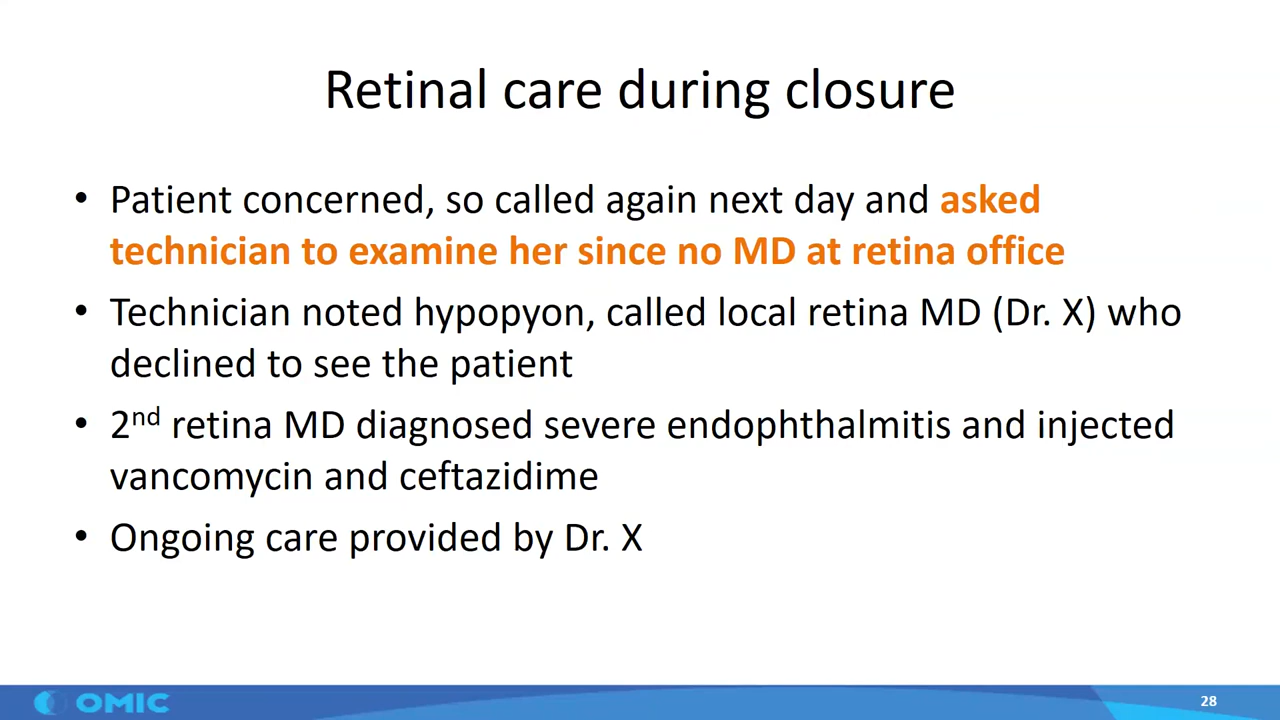 Retinal care during closure
• Patient concerned, so called again next day and asked
technician to examine her since no MD at retina office
• Technician noted hypopyon, called local retina MD (Dr. X) who
declined to see the patient
• 2nd retina MD diagnosed severe endophthalmitis and injected
vancomycin and ceftazidime
• Ongoing care provided by Dr. X
OMIC
28